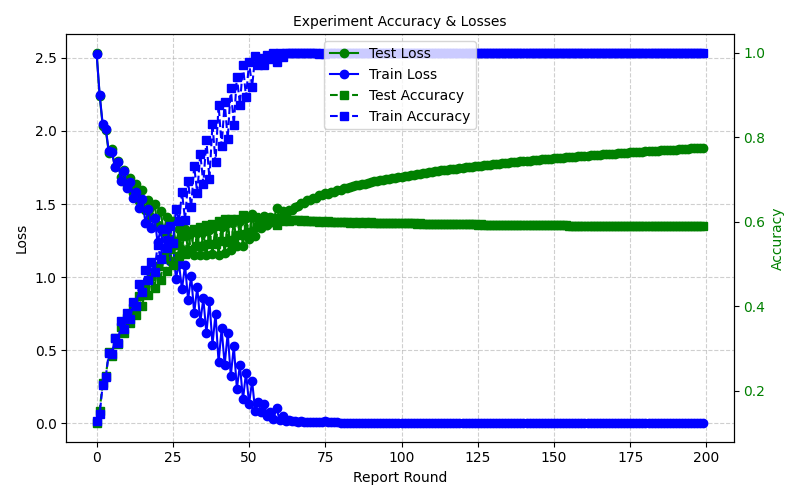 Experiment Accuracy & Losses
Test Loss
Train Loss
Test Accuracy
Train Accuracy
2.5
2.0
1.5
1.0
0.5
0.0
Loss
1.0
0.8
0.6
0.4
0.2
Accuracy
0 25 50 75 100 125 150 175 200
Report Round